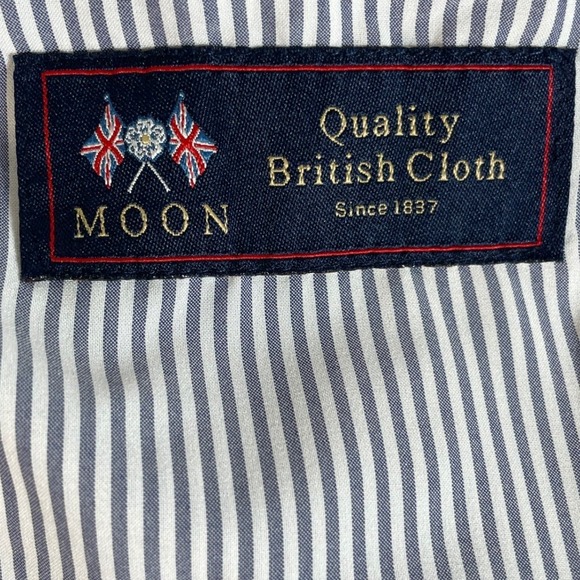 MOON
Quality
British Cloth
Since 1837